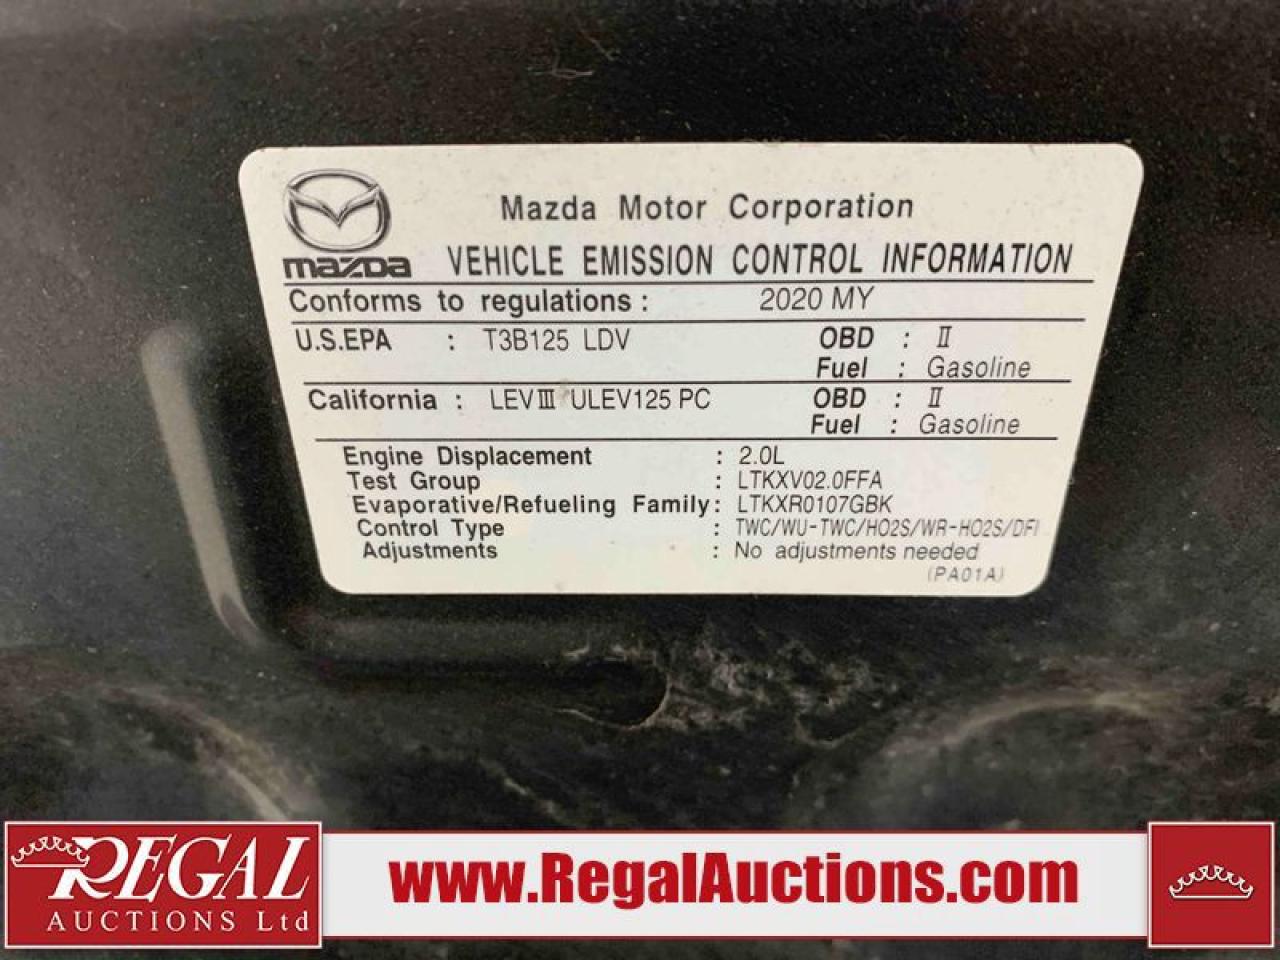 Mazda Motor Corporation
mazda VEHICLE EMISSION CONTROL INFORMATION
Conforms to regulations : 2020 MY
U.S.EPA : T3B125 LDV OBD : II
Fuel : Gasoline
California : LEVIII ULEV125 PC OBD : II
Fuel : Gasoline
Engine Displacement : 2.0L
Test Group : LTKXV02.0FFA
Evaporative/Refueling Family : LTKXR0107GBK
Control Type : TWC/WU-TWC/HO2S/WR-HO2S/DFI
Adjustments : No adjustments needed
(PA01A)
REGAL
AUCTIONS Ltd
www.RegalAuctions.com